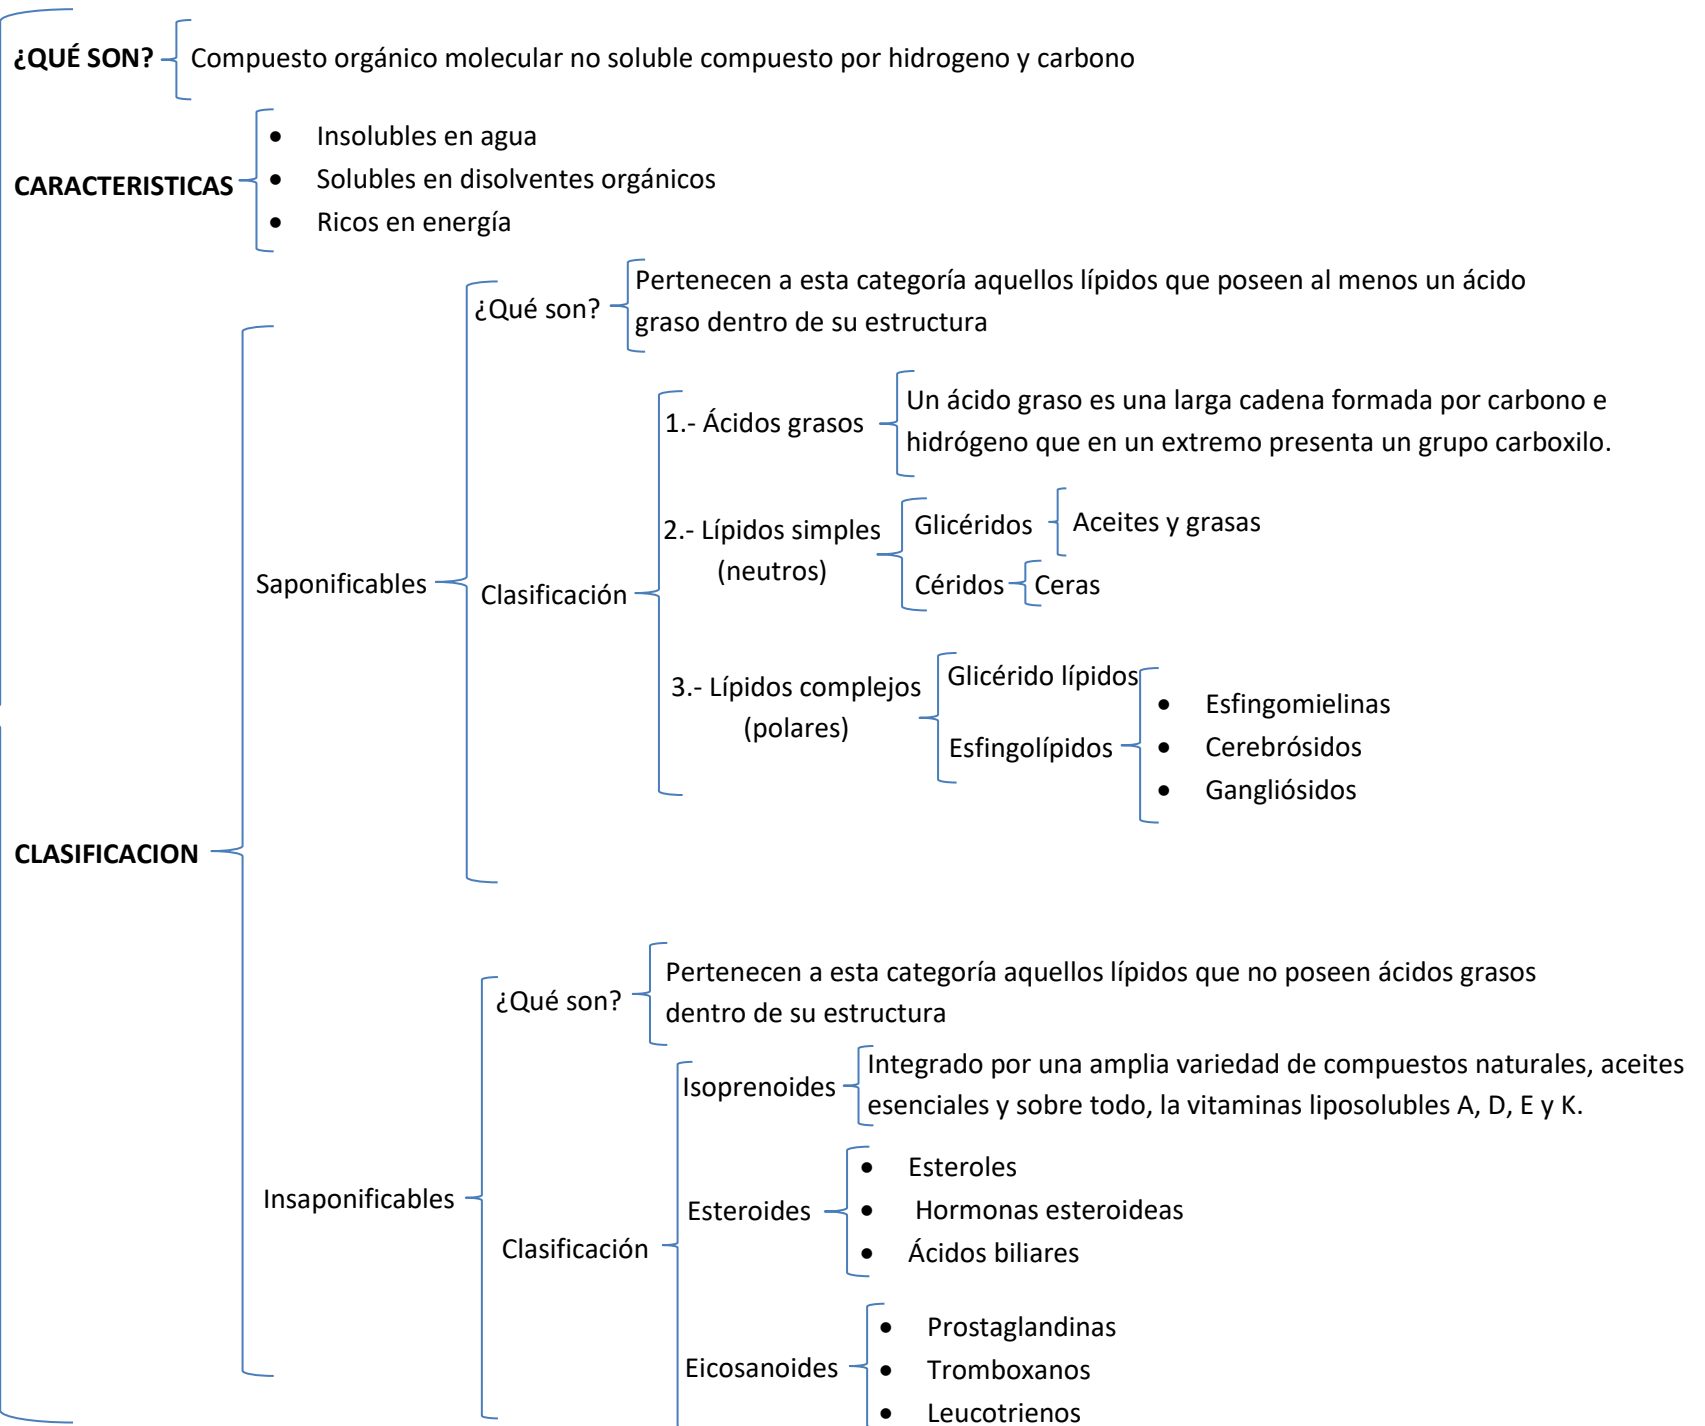 ¿QUÉ SON?
Compuesto orgánico molecular no soluble compuesto por hidrogeno y carbono
CARACTERISTICAS
• Insolubles en agua
• Solubles en disolventes orgánicos
• Ricos en energía
CLASIFICACION
Saponificables
¿Qué son?
Pertenecen a esta categoría aquellos lípidos que poseen al menos un ácido
graso dentro de su estructura
Clasificación
1.- Ácidos grasos
Un ácido graso es una larga cadena formada por carbono e
hidrógeno que en un extremo presenta un grupo carboxilo.
2.- Lípidos simples
(neutros)
Glicéridos
Aceites y grasas
Céridos
Ceras
3.- Lípidos complejos
(polares)
Glicérido lípidos
Esfingolípidos
• Esfingomielinas
• Cerebrósidos
• Gangliósidos
Insaponificables
¿Qué son?
Pertenecen a esta categoría aquellos lípidos que no poseen ácidos grasos
dentro de su estructura
Clasificación
Isoprenoides
Integrado por una amplia variedad de compuestos naturales, aceites
esenciales y sobre todo, la vitaminas liposolubles A, D, E y K.
Esteroides
• Esteroles
• Hormonas esteroideas
• Ácidos biliares
Eicosanoides
• Prostaglandinas
• Tromboxanos
• Leucotrienos